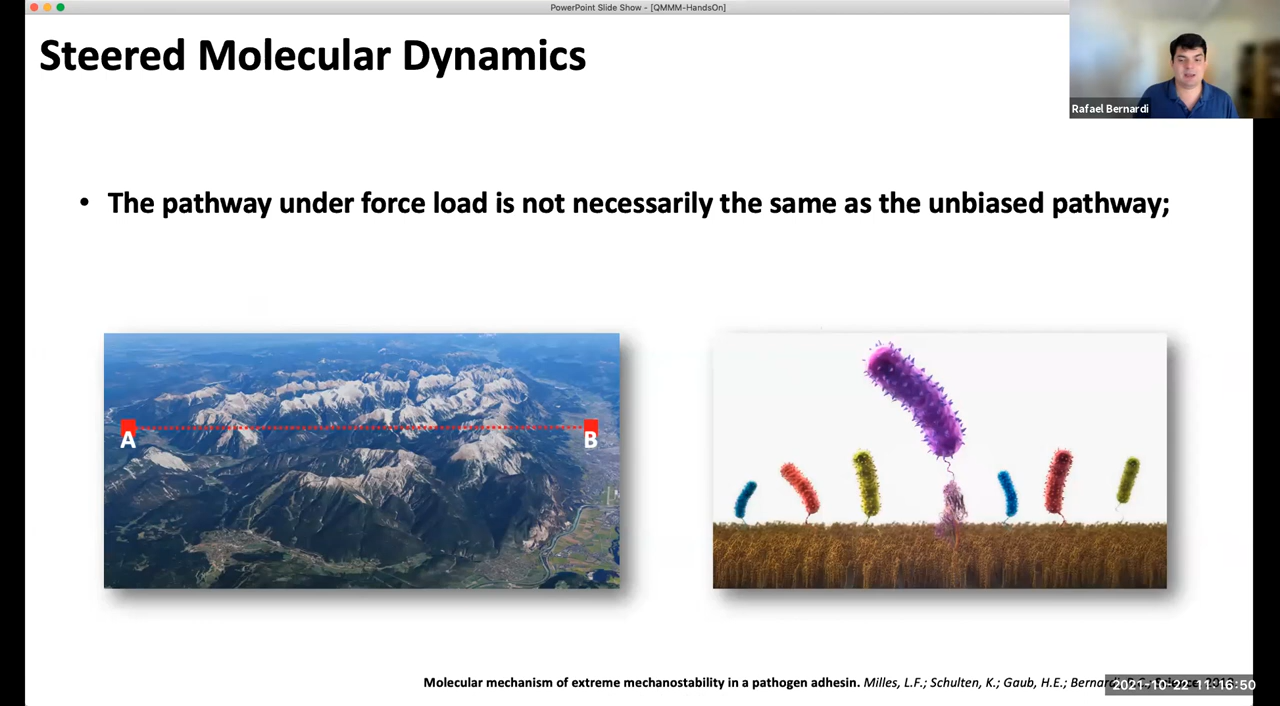 PowerPoint Slide Show - [QMMM-HandsOn]
Steered Molecular Dynamics
Rafael Bernardi
• The pathway under force load is not necessarily the same as the unbiased pathway;
A
B
Molecular mechanism of extreme mechanostability in a pathogen adhesin. Milles, L.F.; Schulten, K.; Gaub, H.E.;
2021-10-22 11:16:50